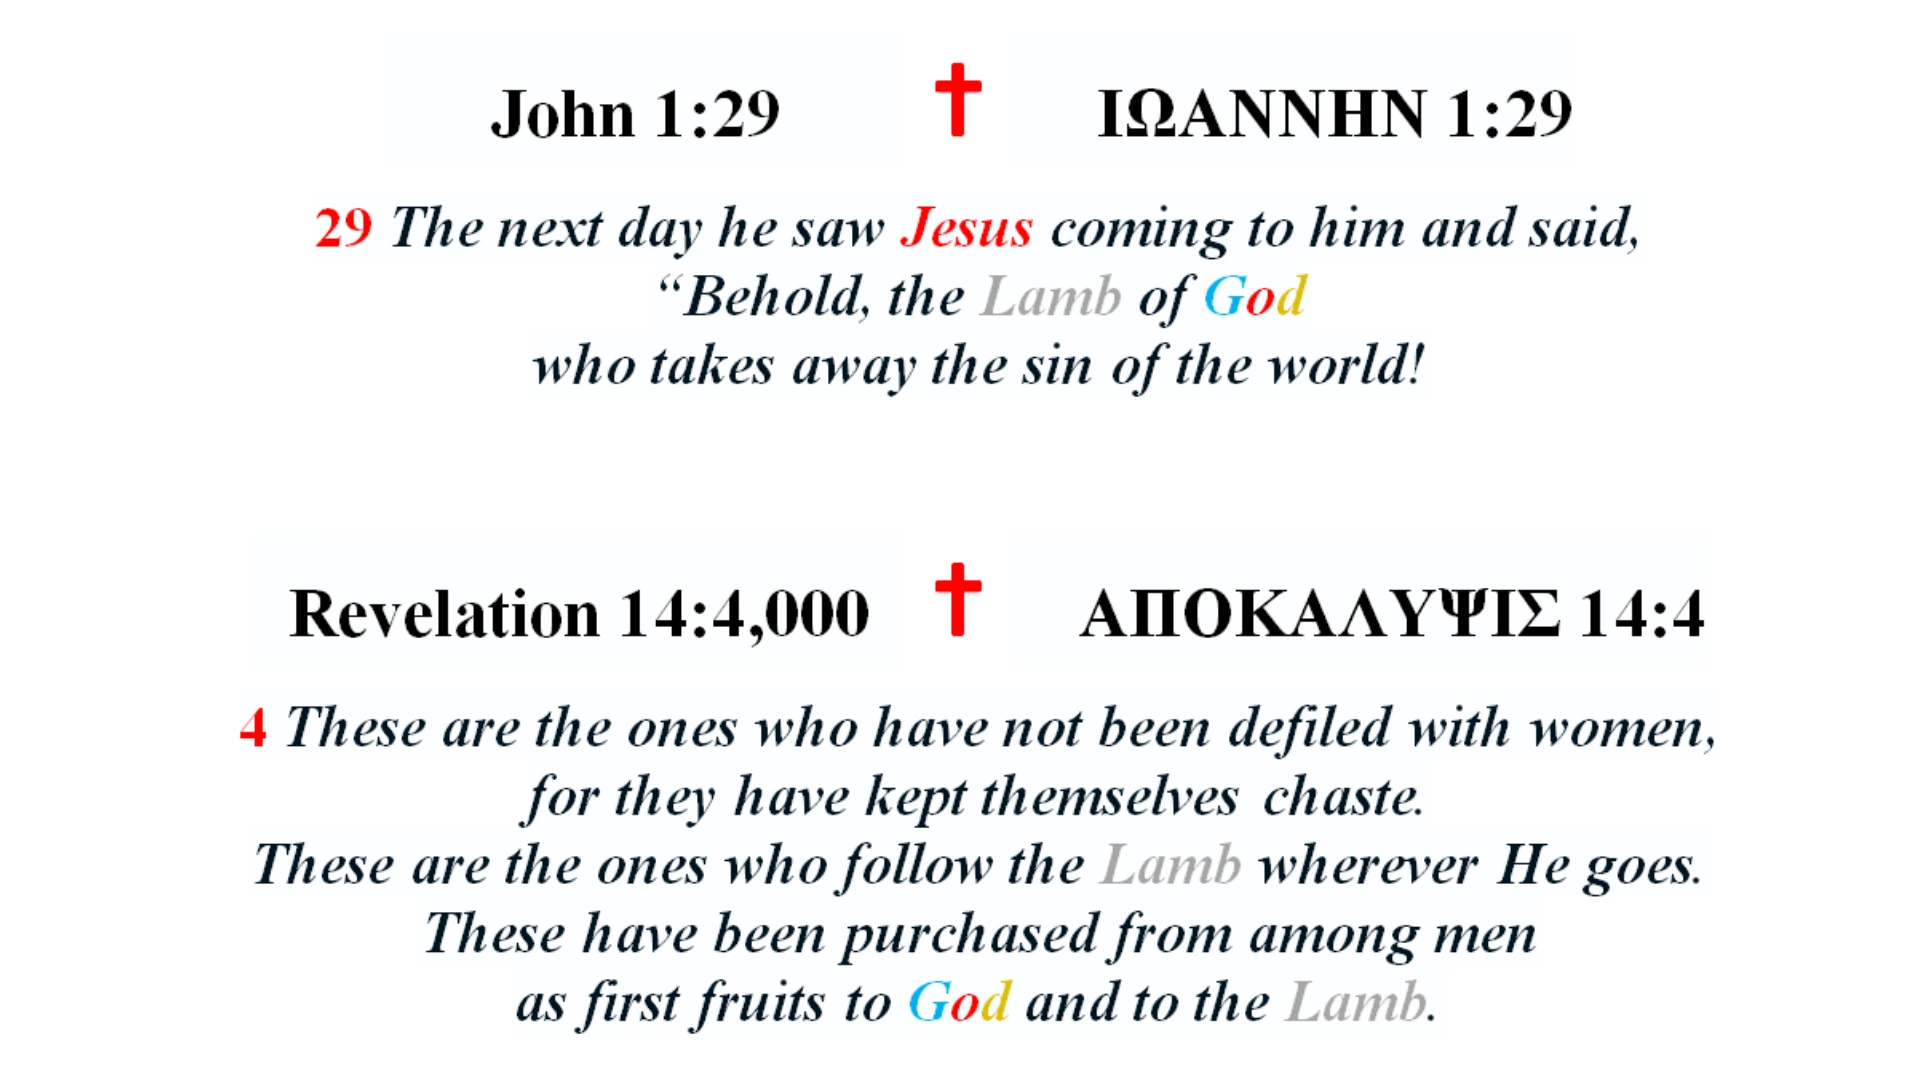 John 1:29 ✝ ΙΩΑΝΝΗΝ 1:29
29 The next day he saw Jesus coming to him and said,
“Behold, the Lamb of God
who takes away the sin of the world!
Revelation 14:4,000 ✝ ΑΠΟΚΑΛΥΨΙΣ 14:4
4 These are the ones who have not been defiled with women,
for they have kept themselves chaste.
These are the ones who follow the Lamb wherever He goes.
These have been purchased from among men
as first fruits to God and to the Lamb.